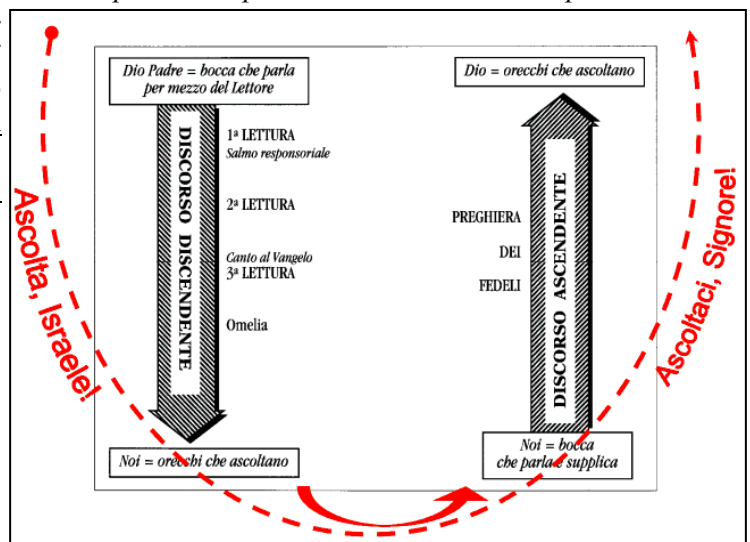 Dio Padre = bocca che parla
per mezzo del Lettore
DISCORSO DISCENDENTE
1ª LETTURA
Salmo responsoriale
2ª LETTURA
Canto al Vangelo
3ª LETTURA
Omelia
Noi = orecchi che ascoltano
Ascolta, Israele!
Dio = orecchi che ascoltano
PREGHIERA
DEI
FEDELI
DISCORSO ASCENDENTE
Noi = bocca
che parla e supplica
Ascoltaci, Signore!